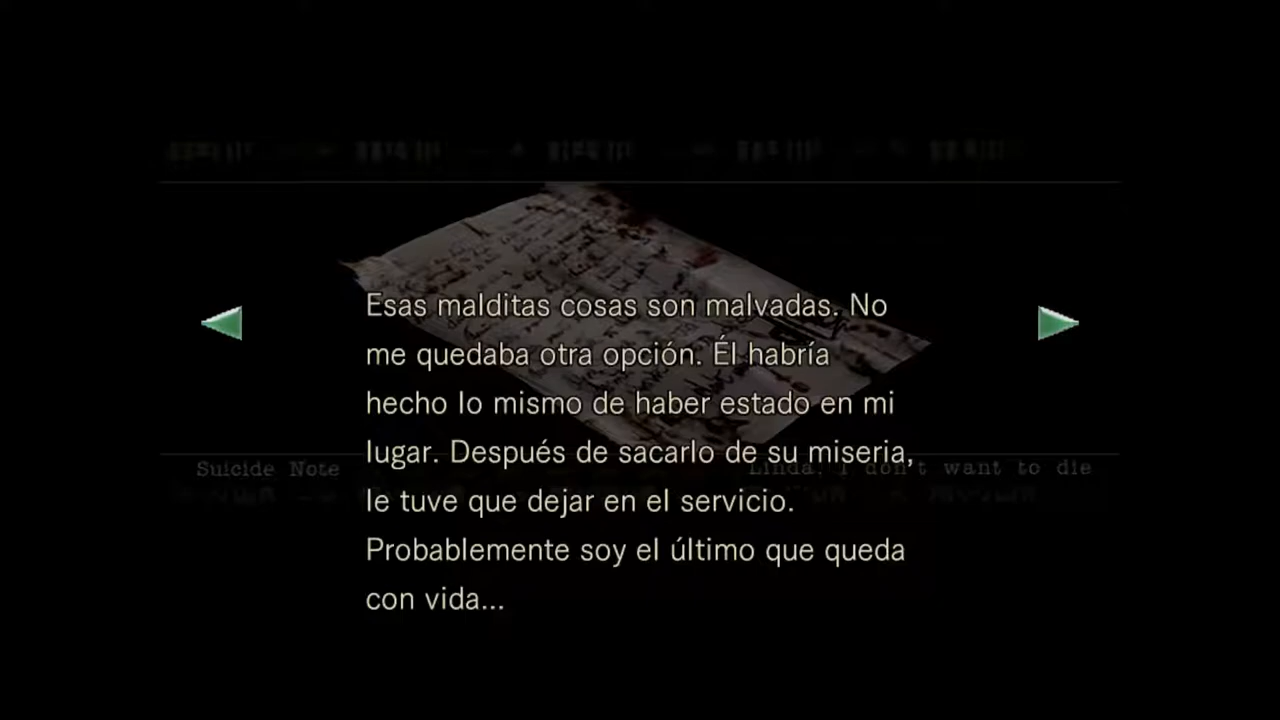 Esas malditas cosas son malvadas. No
me quedaba otra opción. Él habría
hecho lo mismo de haber estado en mi
lugar. Después de sacarlo de su miseria,
Suicide Note
Linda! I don't want to die
le tuve que dejar en el servicio.
Probablemente soy el último que queda
con vida...